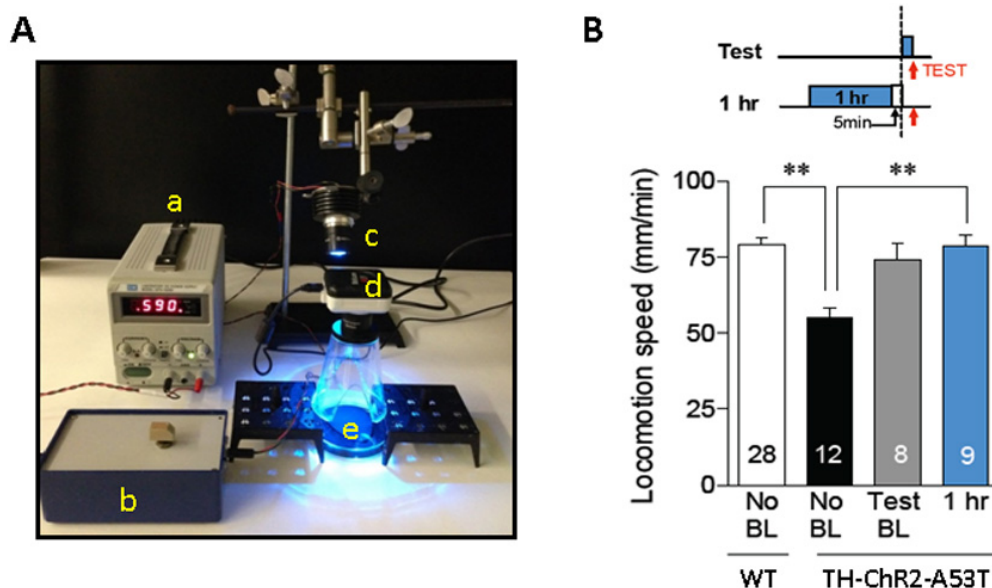 A
a
.590.
b
c
d
e
B
Test
TEST
1 hr
1 hr
5min
**
**
Locomotion speed (mm/min)
100
75
50
25
0
28
12
8
9
No BL
No BL
Test BL
1 hr
WT
TH-ChR2-A53T